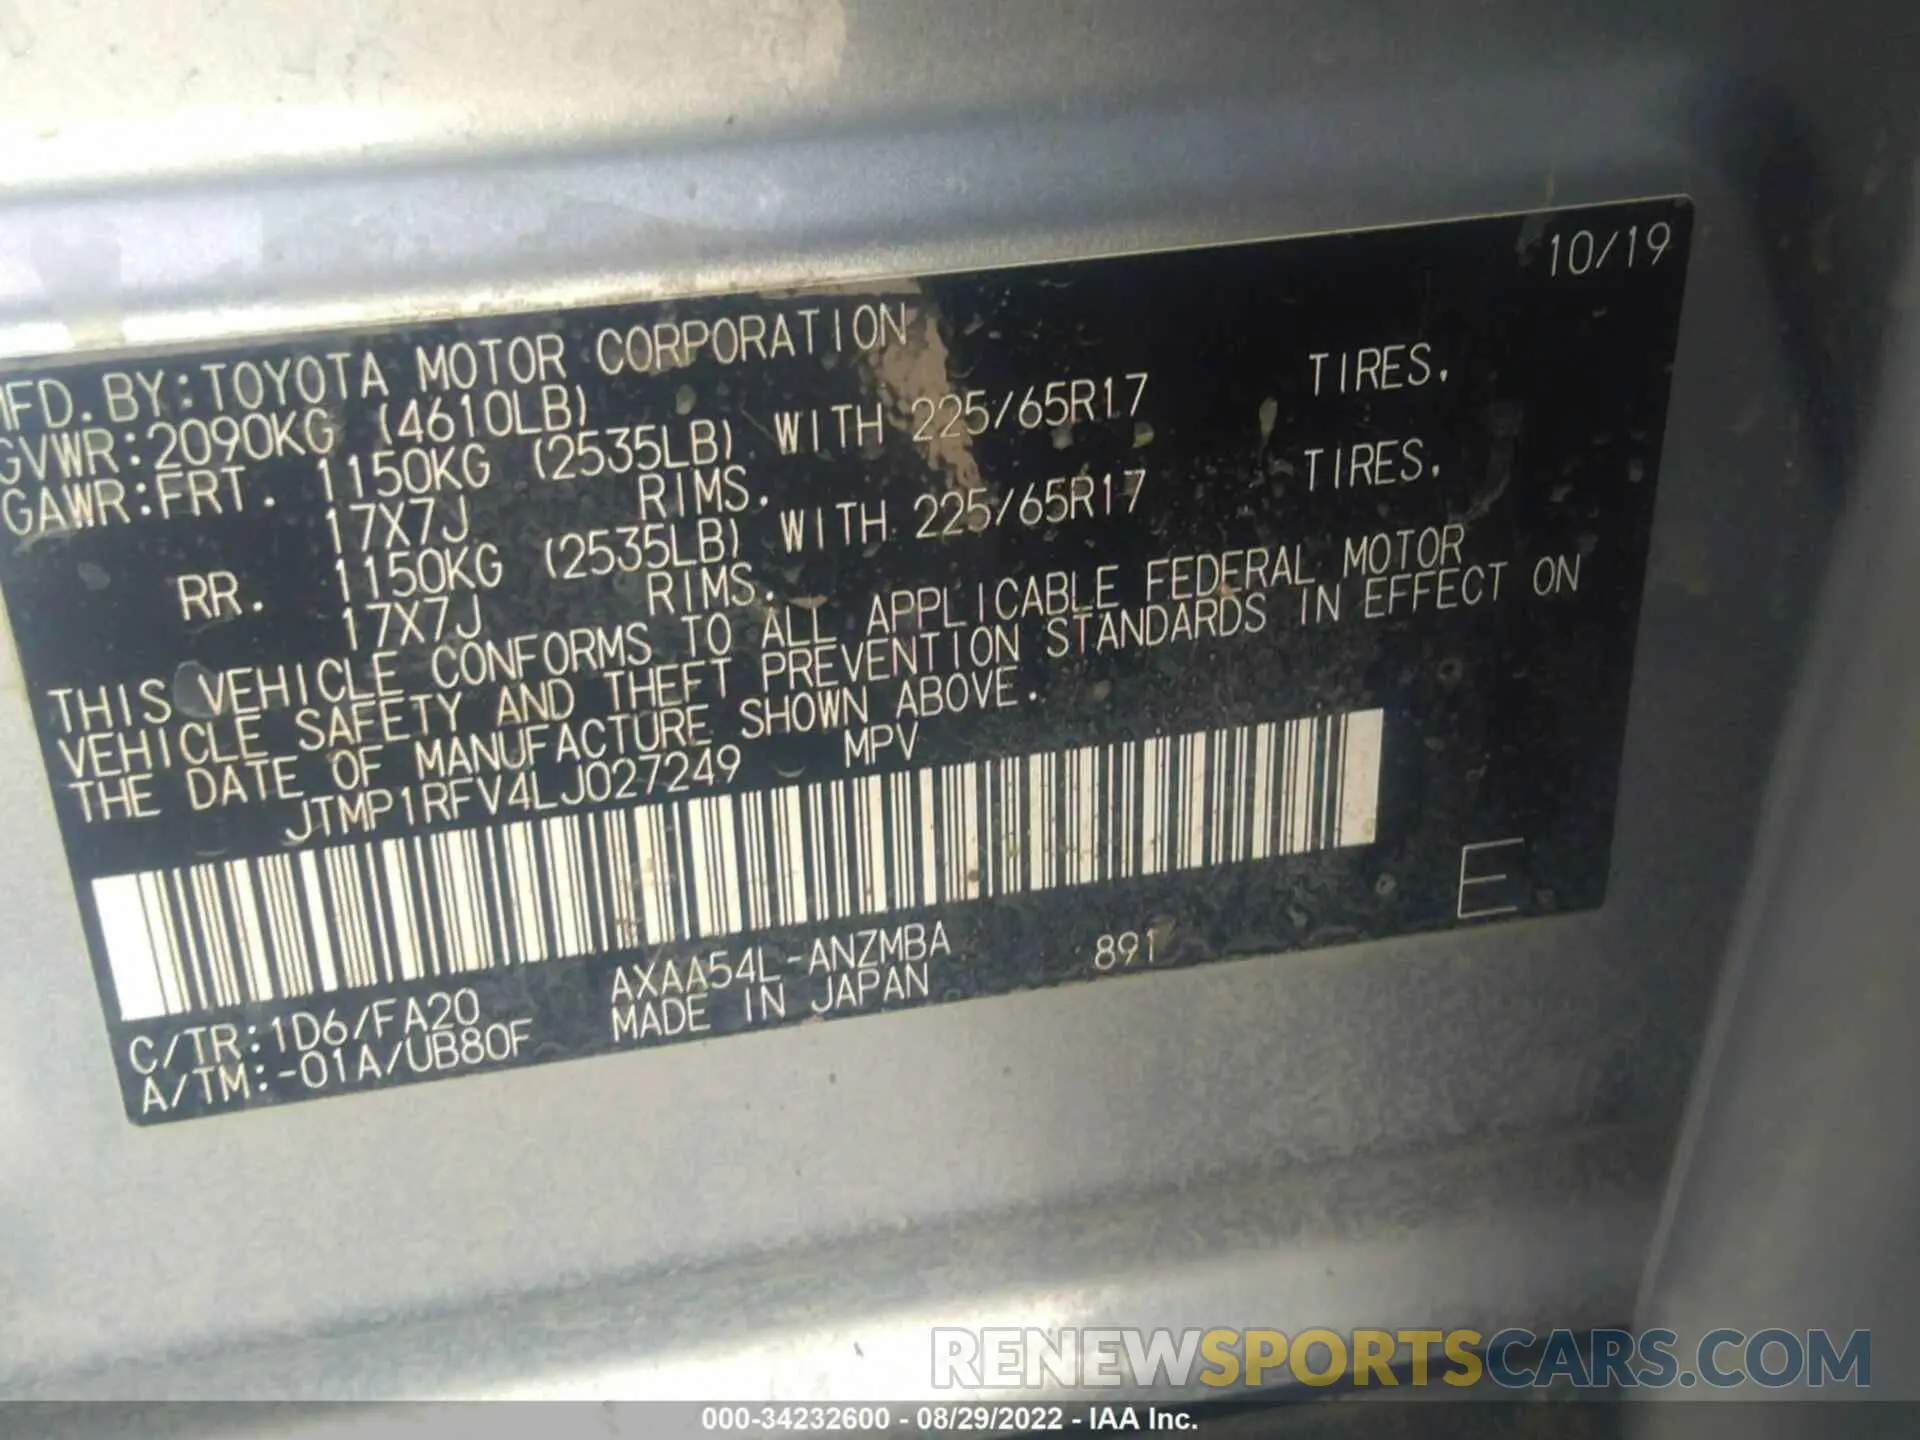 10/19
MFD. BY: TOYOTA MOTOR CORPORATION
GVWR: 2090KG (4610LB)
GAWR: FRT. 1150KG (2535LB) WITH 225/65R17 TIRES,
17X7J RIMS.
RR. 1150KG (2535LB) WITH 225/65R17 TIRES,
17X7J RIMS.
THIS VEHICLE CONFORMS TO ALL APPLICABLE FEDERAL MOTOR
VEHICLE SAFETY AND THEFT PREVENTION STANDARDS IN EFFECT ON
THE DATE OF MANUFACTURE SHOWN ABOVE.
JTMP1RFV4LJ027249 MPV
E
C/TR: 1D6/FA20 AXAA54L-ANZMBA 891
A/TM: -01A/UB80F MADE IN JAPAN
RENEWSPORTSCARS.COM
000-34232600 - 08/29/2022 - IAA Inc.